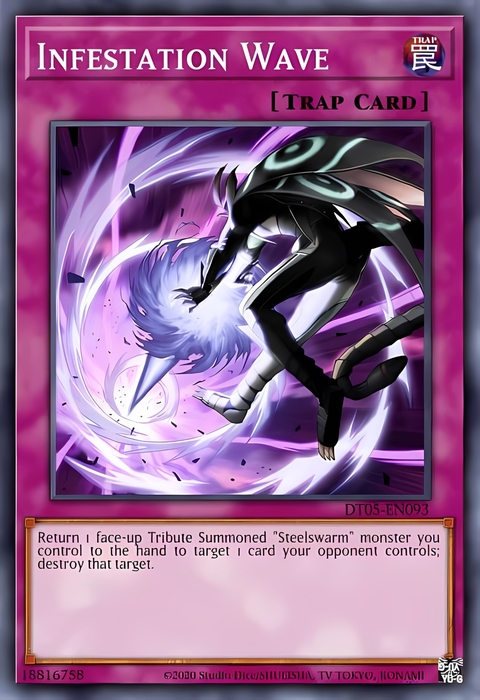 INFESTATION WAVE
TRAP
罠
[TRAP CARD]
DT05-EN093
Return 1 face-up Tribute Summoned "Steelswarm" monster you
control to the hand to target 1 card your opponent controls;
destroy that target.
18816758
©2020 Studio Dice/SHUEISHA, TV TOKYO, KONAMI